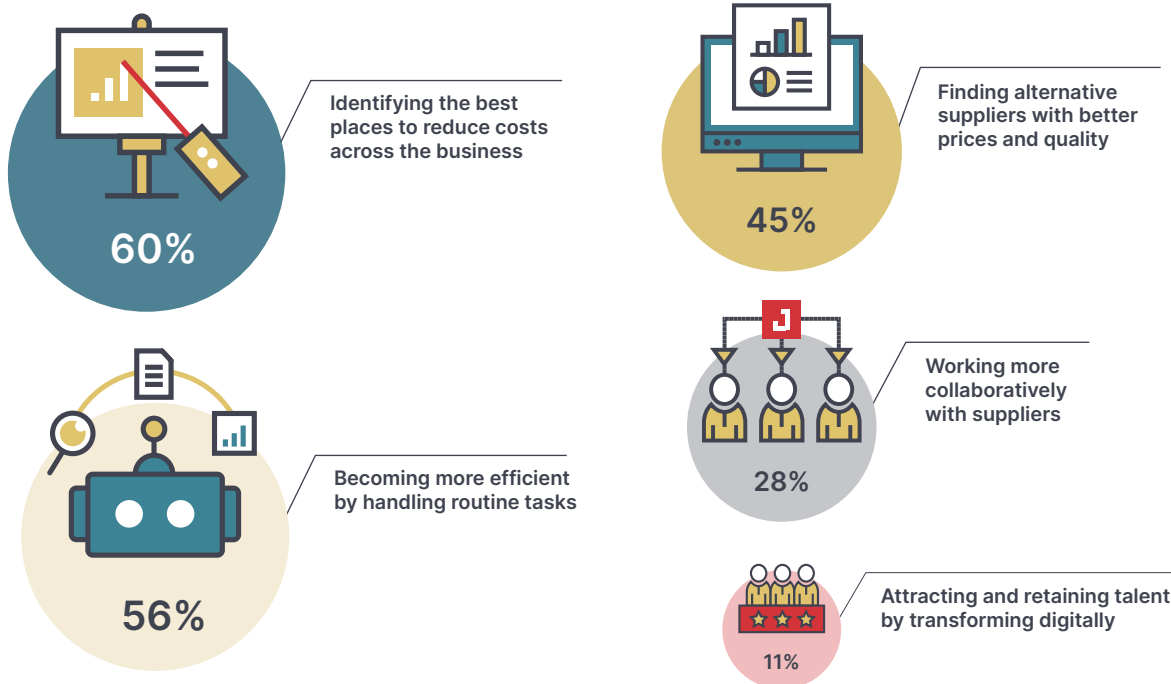 Identifying the best
places to reduce costs
across the business
60%
Finding alternative
suppliers with better
prices and quality
45%
Becoming more efficient
by handling routine tasks
56%
J
Working more
collaboratively
with suppliers
28%
Attracting and retaining talent
by transforming digitally
11%